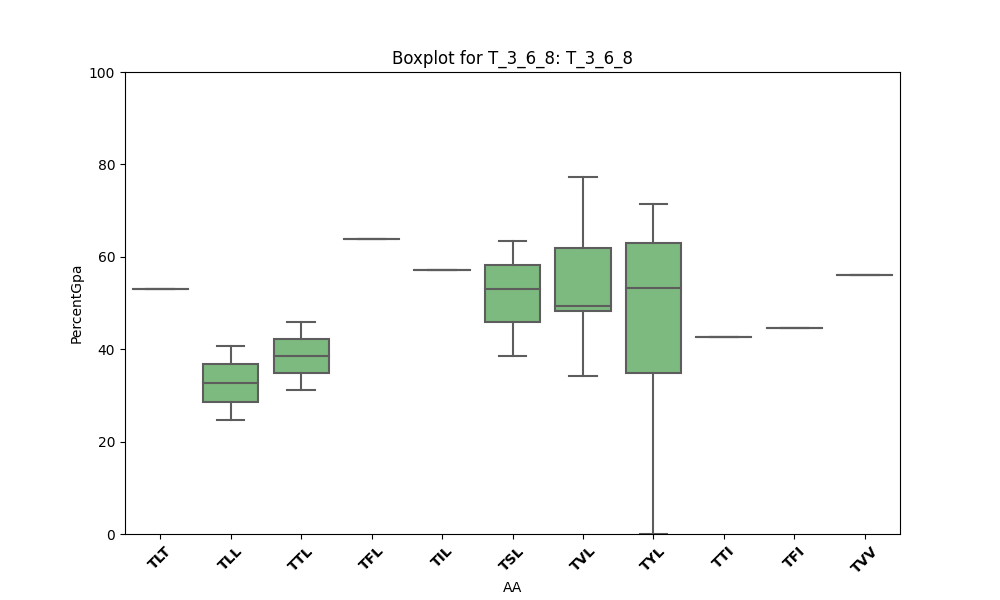 Boxplot for T_3_6_8: T_3_6_8
100
80
60
40
20
0
PercentGpa
TLT TLL TTL TFL TIL TSL TVL TYL TTI TFI TVV
AA